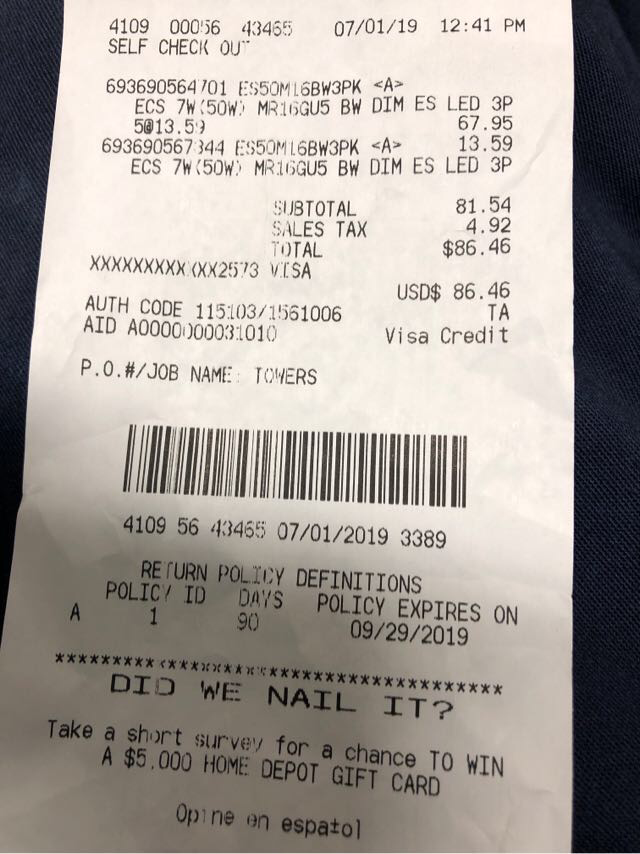 4109 00056 43465 07/01/19 12:41 PM
SELF CHECK OUT
693690564701 ES50ML6BW3PK <A>
ECS 7W(50W) MR16GU5 BW DIM ES LED 3P
5@13.59 67.95
693690567344 ES50ML6BW3PK <A> 13.59
ECS 7W(50W) MR16GU5 BW DIM ES LED 3P
SUBTOTAL 81.54
SALES TAX 4.92
TOTAL $86.46
XXXXXXXXXXXX2573 VISA
USD$ 86.46
AUTH CODE 115103/1561006 TA
AID A0000000031010 Visa Credit
P.O.#/JOB NAME: TOWERS
4109 56 43465 07/01/2019 3389
RETURN POLICY DEFINITIONS
POLICY ID DAYS POLICY EXPIRES ON
A 1 90 09/29/2019
****************************************
DID WE NAIL IT?
Take a short survey for a chance TO WIN
A $5,000 HOME DEPOT GIFT CARD
Opine en español